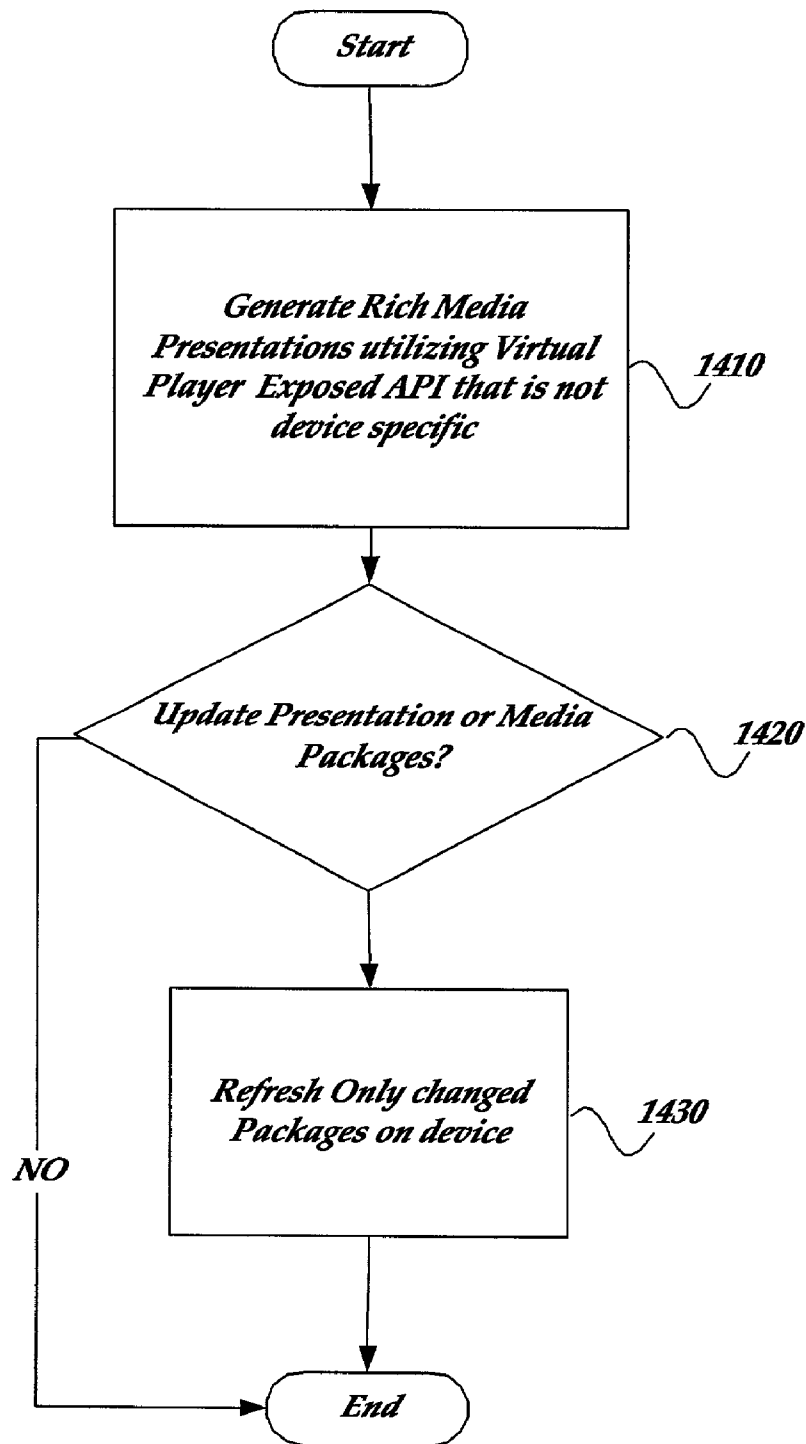 Start
Generate Rich Media
Presentations utilizing Virtual
Player Exposed API that is not
device specific
1410
Update Presentation or Media
Packages?
1420
Refresh Only changed
Packages on device
1430
NO
End